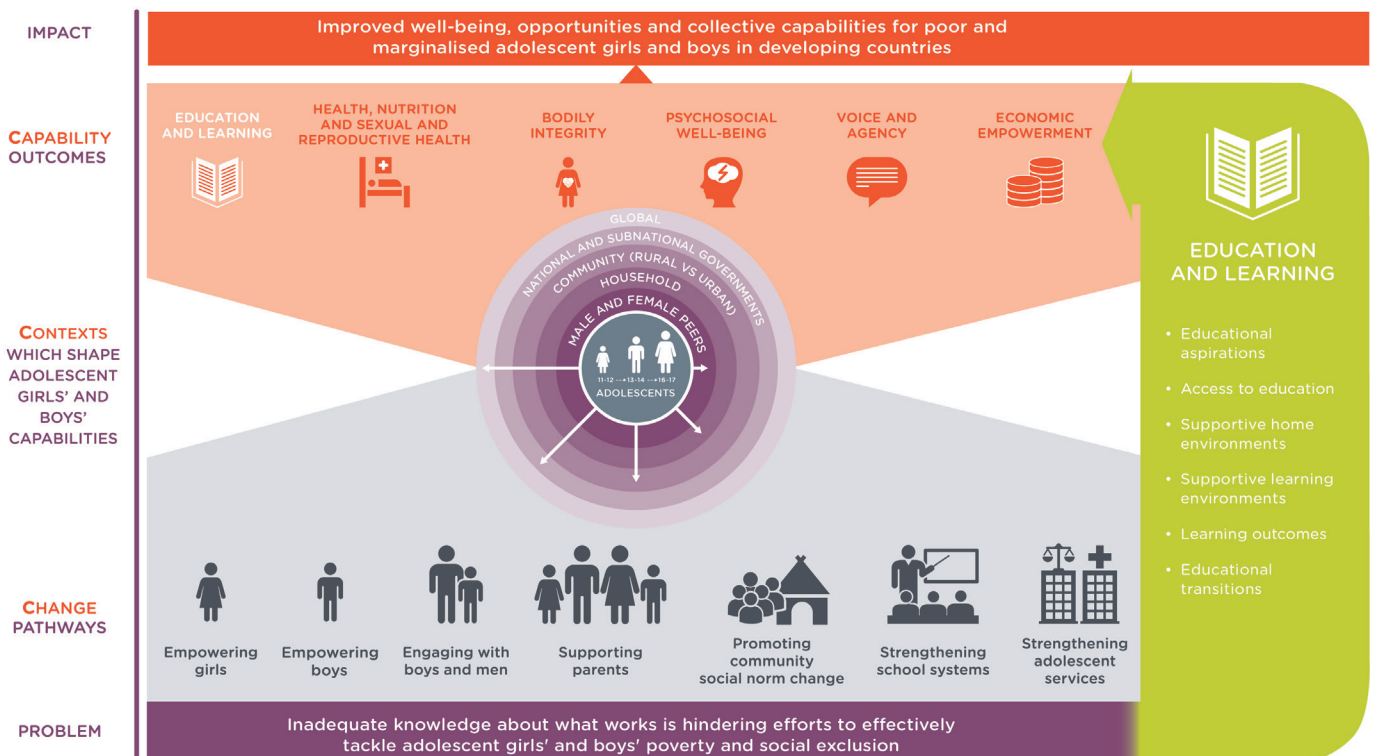 IMPACT
Improved well-being, opportunities and collective capabilities for poor and
marginalised adolescent girls and boys in developing countries
CAPABILITY
OUTCOMES
EDUCATION
AND LEARNING
HEALTH, NUTRITION
AND SEXUAL AND
REPRODUCTIVE HEALTH
BODILY
INTEGRITY
PSYCHOSOCIAL
WELL-BEING
VOICE AND
AGENCY
ECONOMIC
EMPOWERMENT
CONTEXTS
WHICH SHAPE
ADOLESCENT
GIRLS' AND
BOYS'
CAPABILITIES
GLOBAL
NATIONAL AND SUBNATIONAL GOVERNMENTS
COMMUNITY (RURAL VS URBAN)
HOUSEHOLD
MALE AND FEMALE PEERS
11-12 --→13-14 --→16-17
ADOLESCENTS
CHANGE
PATHWAYS
Empowering
girls
Empowering
boys
Engaging with
boys and men
Supporting
parents
Promoting
community
social norm change
Strengthening
school systems
Strengthening
adolescent
services
EDUCATION
AND LEARNING
• Educational
aspirations
• Access to education
• Supportive home
environments
• Supportive learning
environments
• Learning outcomes
• Educational
transitions
PROBLEM
Inadequate knowledge about what works is hindering efforts to effectively
tackle adolescent girls' and boys' poverty and social exclusion